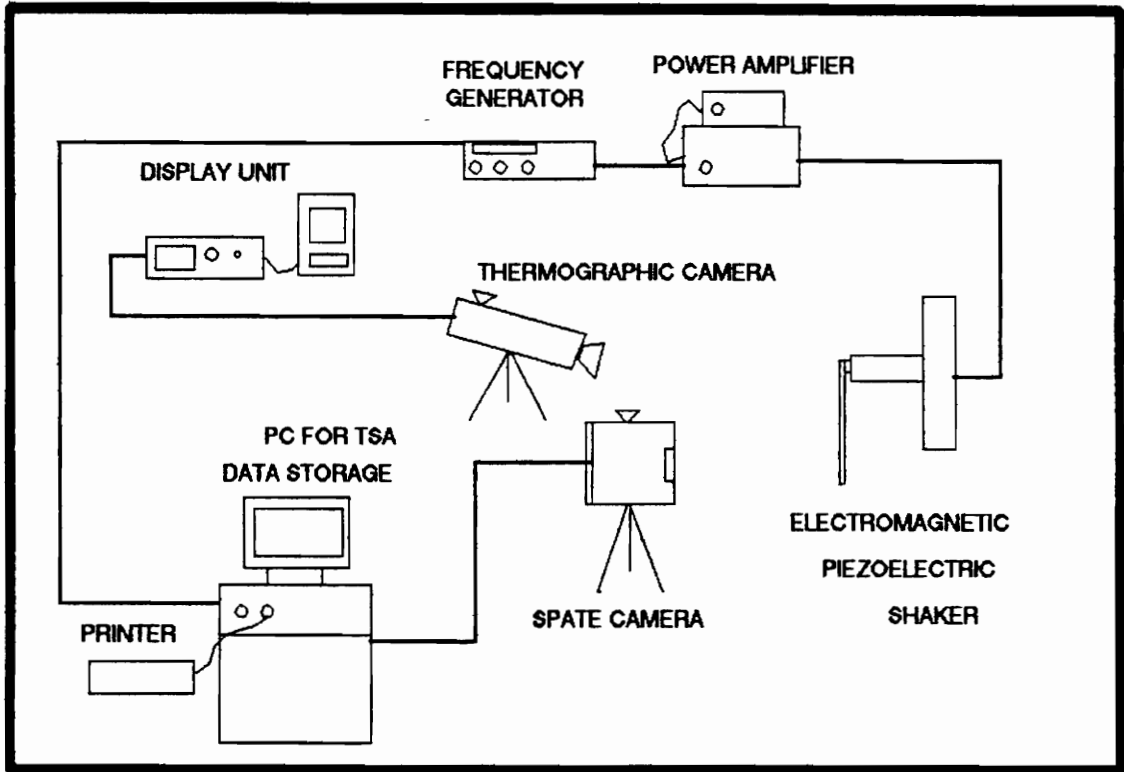 FREQUENCY
GENERATOR
POWER AMPLIFIER
DISPLAY UNIT
THERMOGRAPHIC CAMERA
PC FOR TSA
DATA STORAGE
ELECTROMAGNETIC
PIEZOELECTRIC
SHAKER
SPATE CAMERA
PRINTER